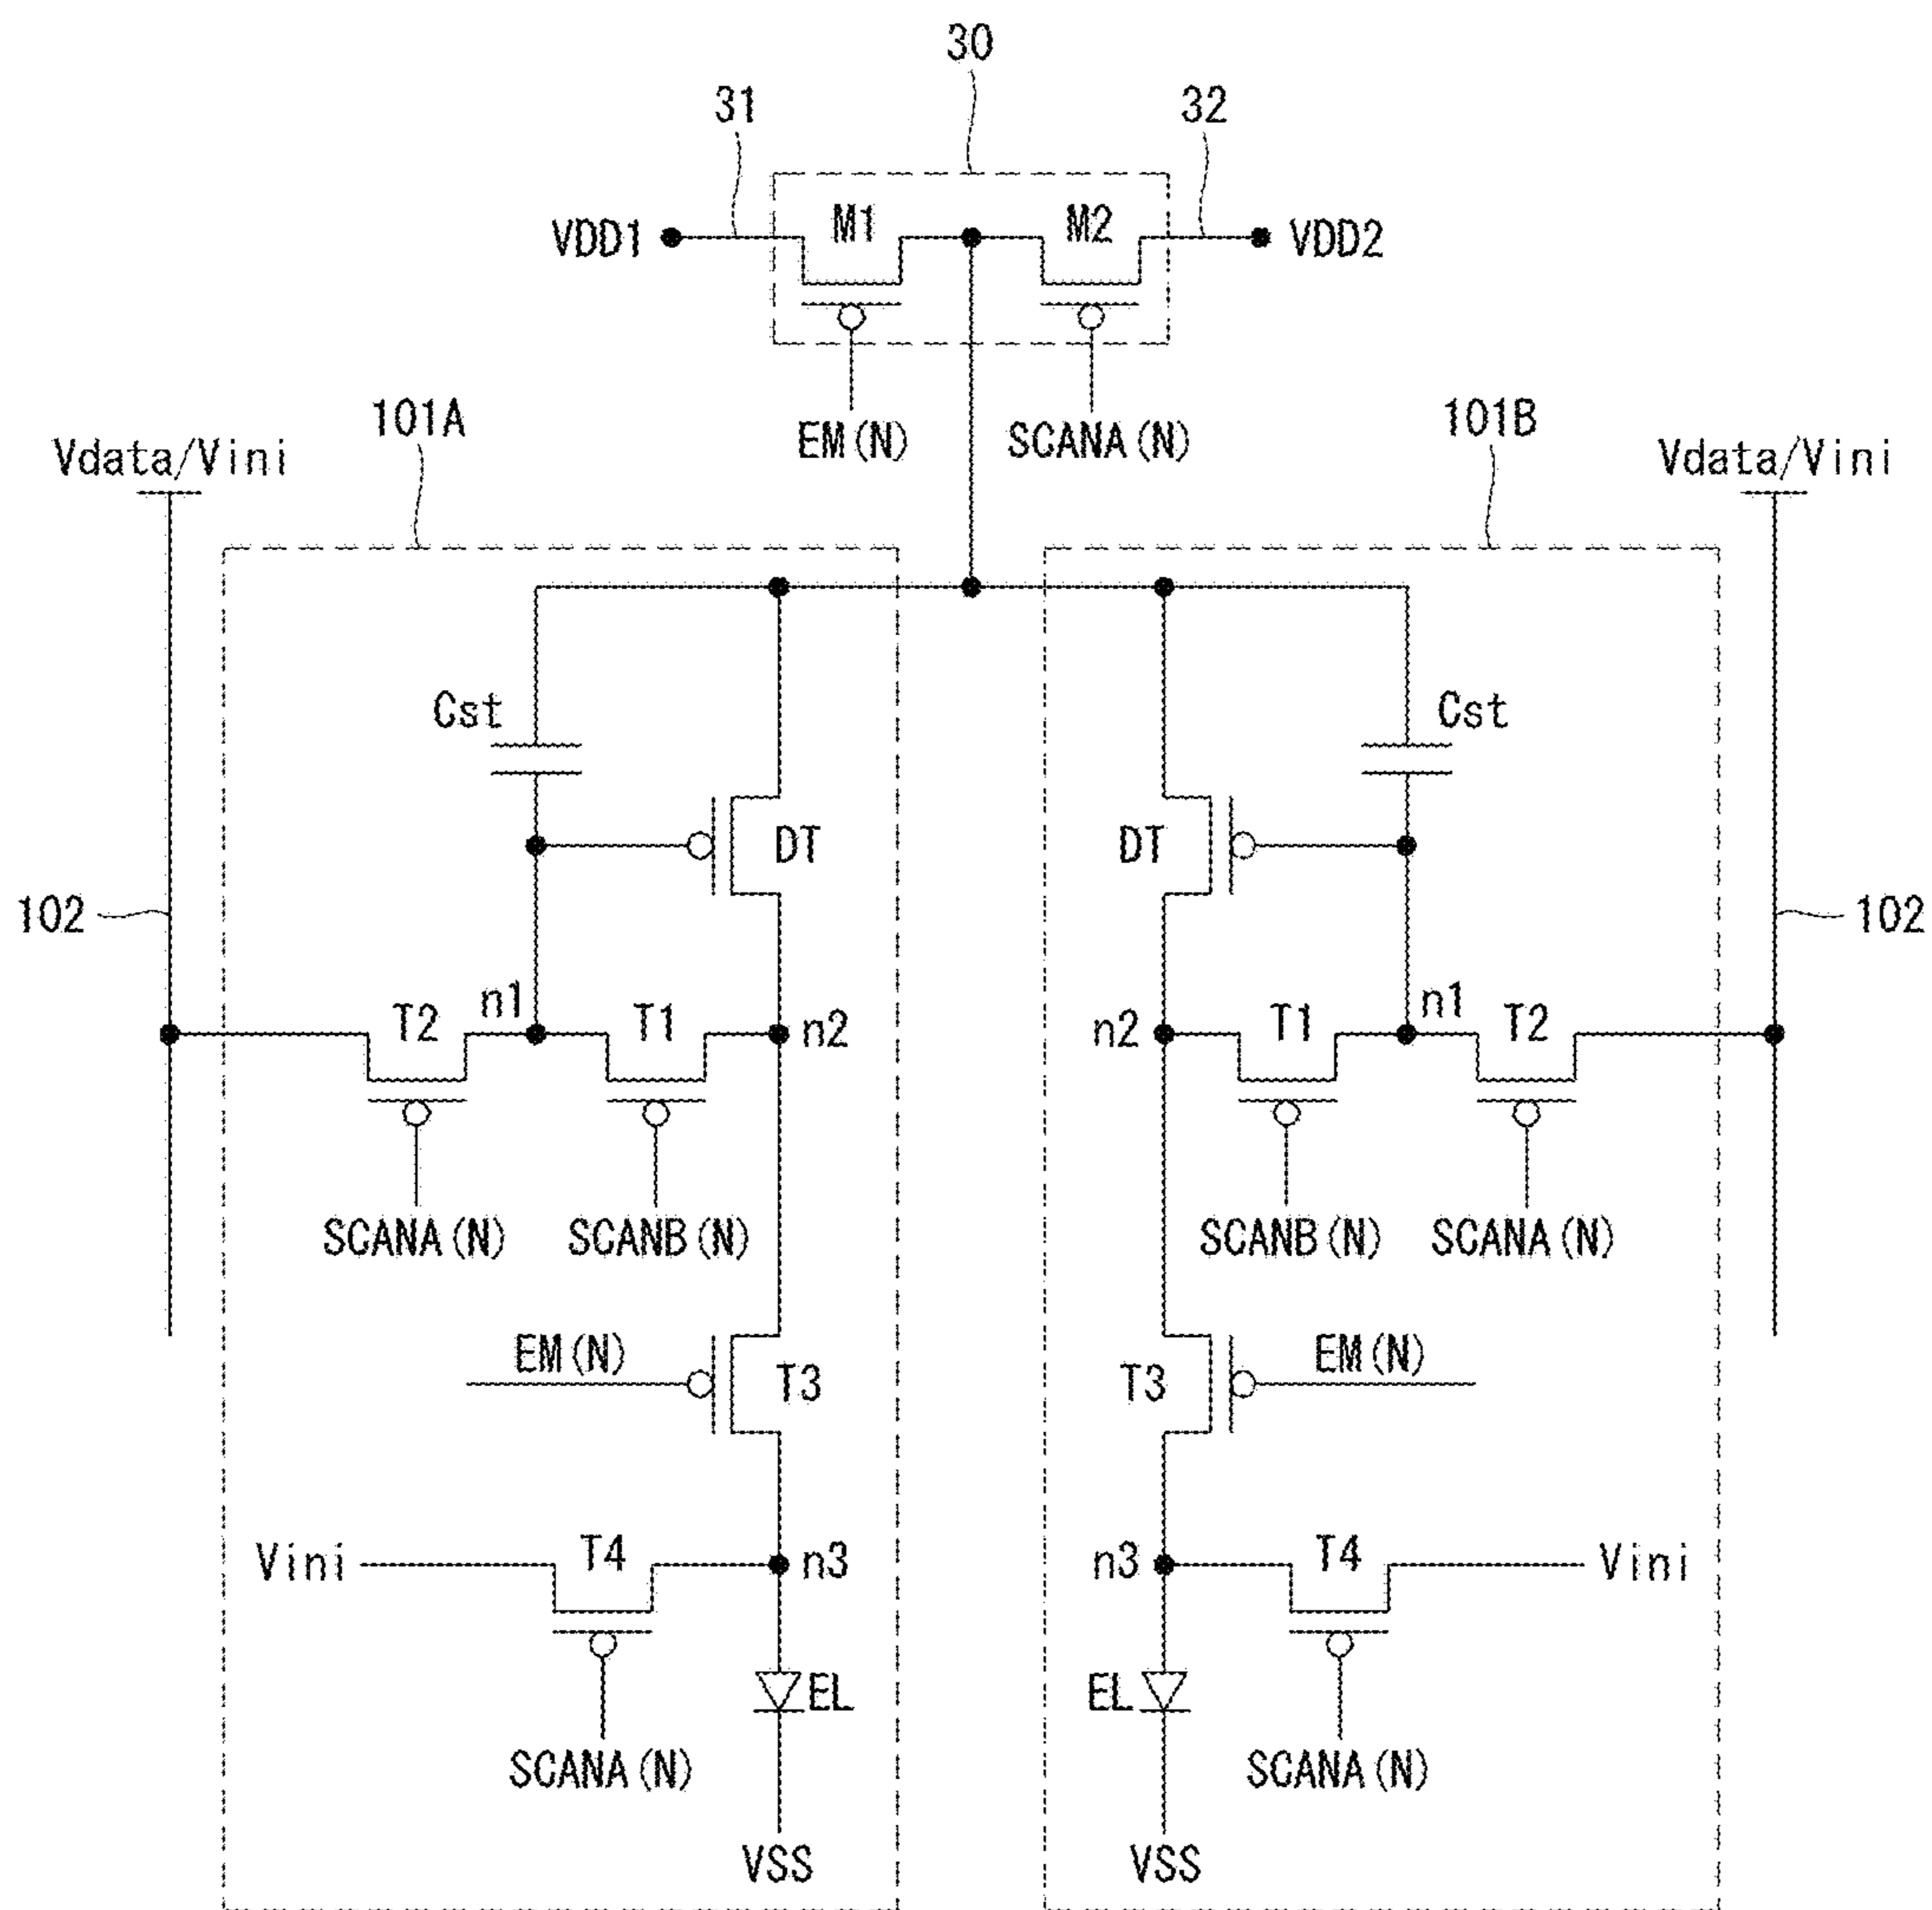 30
31
32
VDD1
M1
M2
VDD2
EM(N)
SCANA(N)
101A
101B
Vdata/Vini
Vdata/Vini
Cst
Cst
DT
DT
102
102
T2
n1
T1
n2
n2
T1
n1
T2
SCANA(N)
SCANB(N)
SCANB(N)
SCANA(N)
EM(N)
T3
T3
EM(N)
Vini
T4
n3
n3
T4
Vini
EL
EL
SCANA(N)
SCANA(N)
VSS
VSS